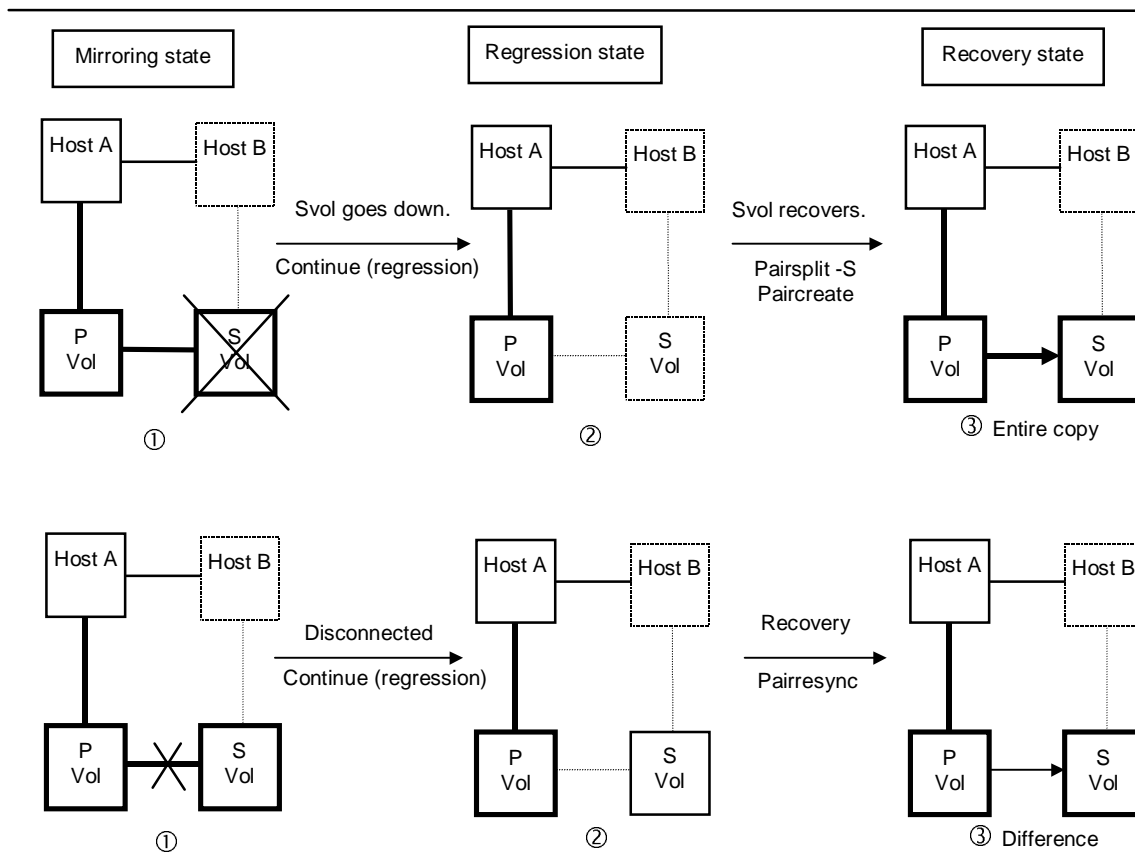 Mirroring state
Regression state
Recovery state
Host A
Host B
Host A
Host B
Host A
Host B
Svol goes down.
Continue (regression)
Svol recovers.
Pairsplit -S
Paircreate
P
Vol
S
Vol
P
Vol
S
Vol
P
Vol
S
Vol
①
②
③ Entire copy
Host A
Host B
Host A
Host B
Host A
Host B
Disconnected
Continue (regression)
Recovery
Pairresync
P
Vol
S
Vol
P
Vol
S
Vol
P
Vol
S
Vol
①
②
③ Difference